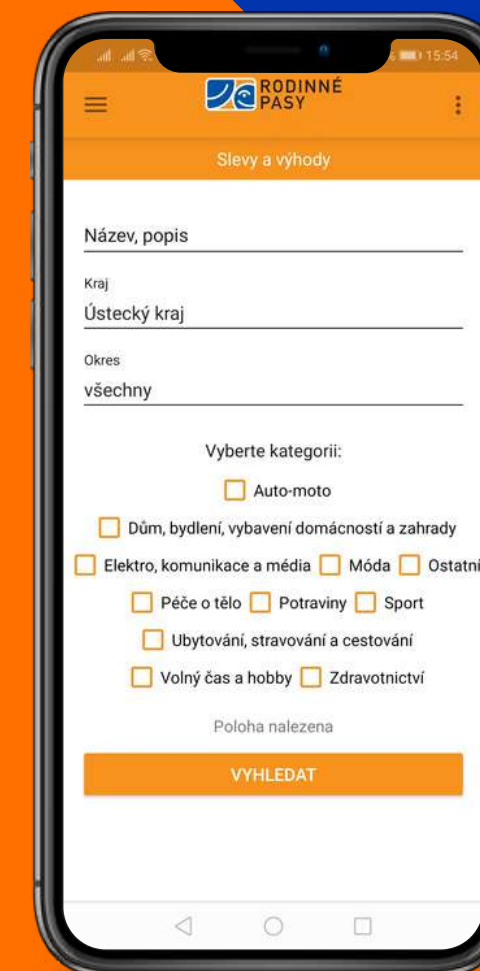 15:54
RODINNÉ
PASY
Slevy a výhody
Název, popis
Kraj
Ústecký kraj
Okres
všechny
Vyberte kategorii:
Auto-moto
Dům, bydlení, vybavení domácností a zahrady
Elektro, komunikace a média Móda Ostatní
Péče o tělo Potraviny Sport
Ubytování, stravování a cestování
Volný čas a hobby Zdravotnictví
Poloha nalezena
VYHLEDAT